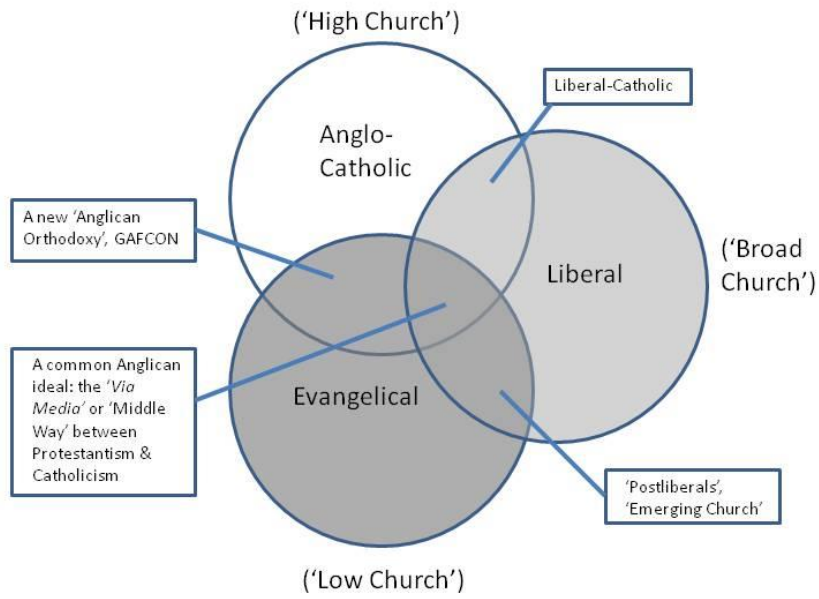 (‘High Church’)
Liberal-Catholic
Anglo-
Catholic
A new ‘Anglican
Orthodoxy’, GAFCON
(‘Broad
Church’)
Liberal
A common Anglican
ideal: the ‘Via
Media’ or ‘Middle
Way’ between
Protestantism &
Catholicism
Evangelical
‘Postliberals’,
‘Emerging Church’
(‘Low Church’)